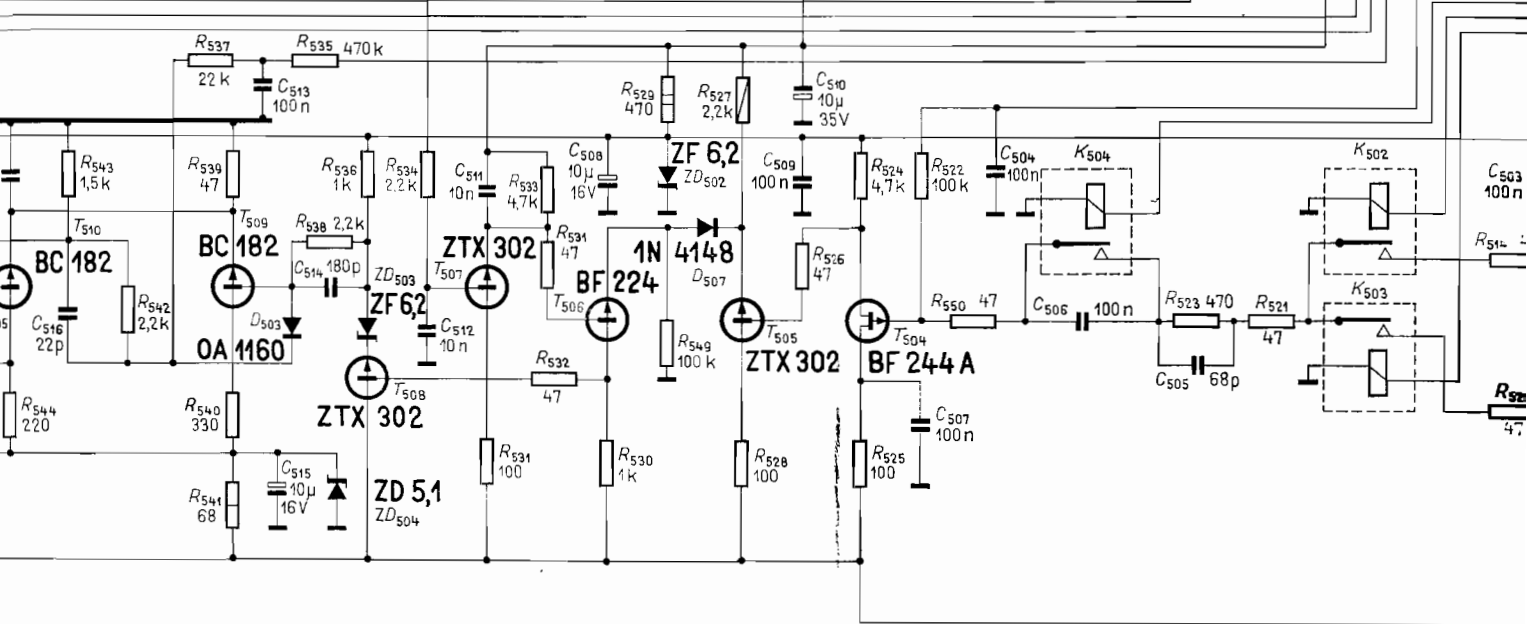 R537
22 k
R535 470 k
C513
100 n
R543
1,5 k
R539
47
R536
1k
R534
2,2k
C511
10n
R533
4,7k
C508
10µ
16V
R529
470
R527
2,2k
C510
10µ
35V
ZF 6,2
ZD502
C509
100n
R524
4,7k
R522
100k
C504
100n
K504
K502
C503
100n
T510
BC 182
T509
BC 182
R538 2,2k
C514 180p
ZD503
ZF6,2
T507
ZTX 302
R531
47
BF 224
T506
1N 4148
D507
R526
47
R514
R542
2,2k
C516
22p
D503
OA 1160
C512
10n
R549
100 k
T505
ZTX 302
T504
BF 244 A
R550 47
C506 100n
R523 470
R521
47
K503
C505 68p
T508
ZTX 302
R532
47
R544
220
R540
330
R531
100
R530
1k
R528
100
R525
100
C507
100n
47
R541
68
C515
10µ
16V
ZD 5,1
ZD504